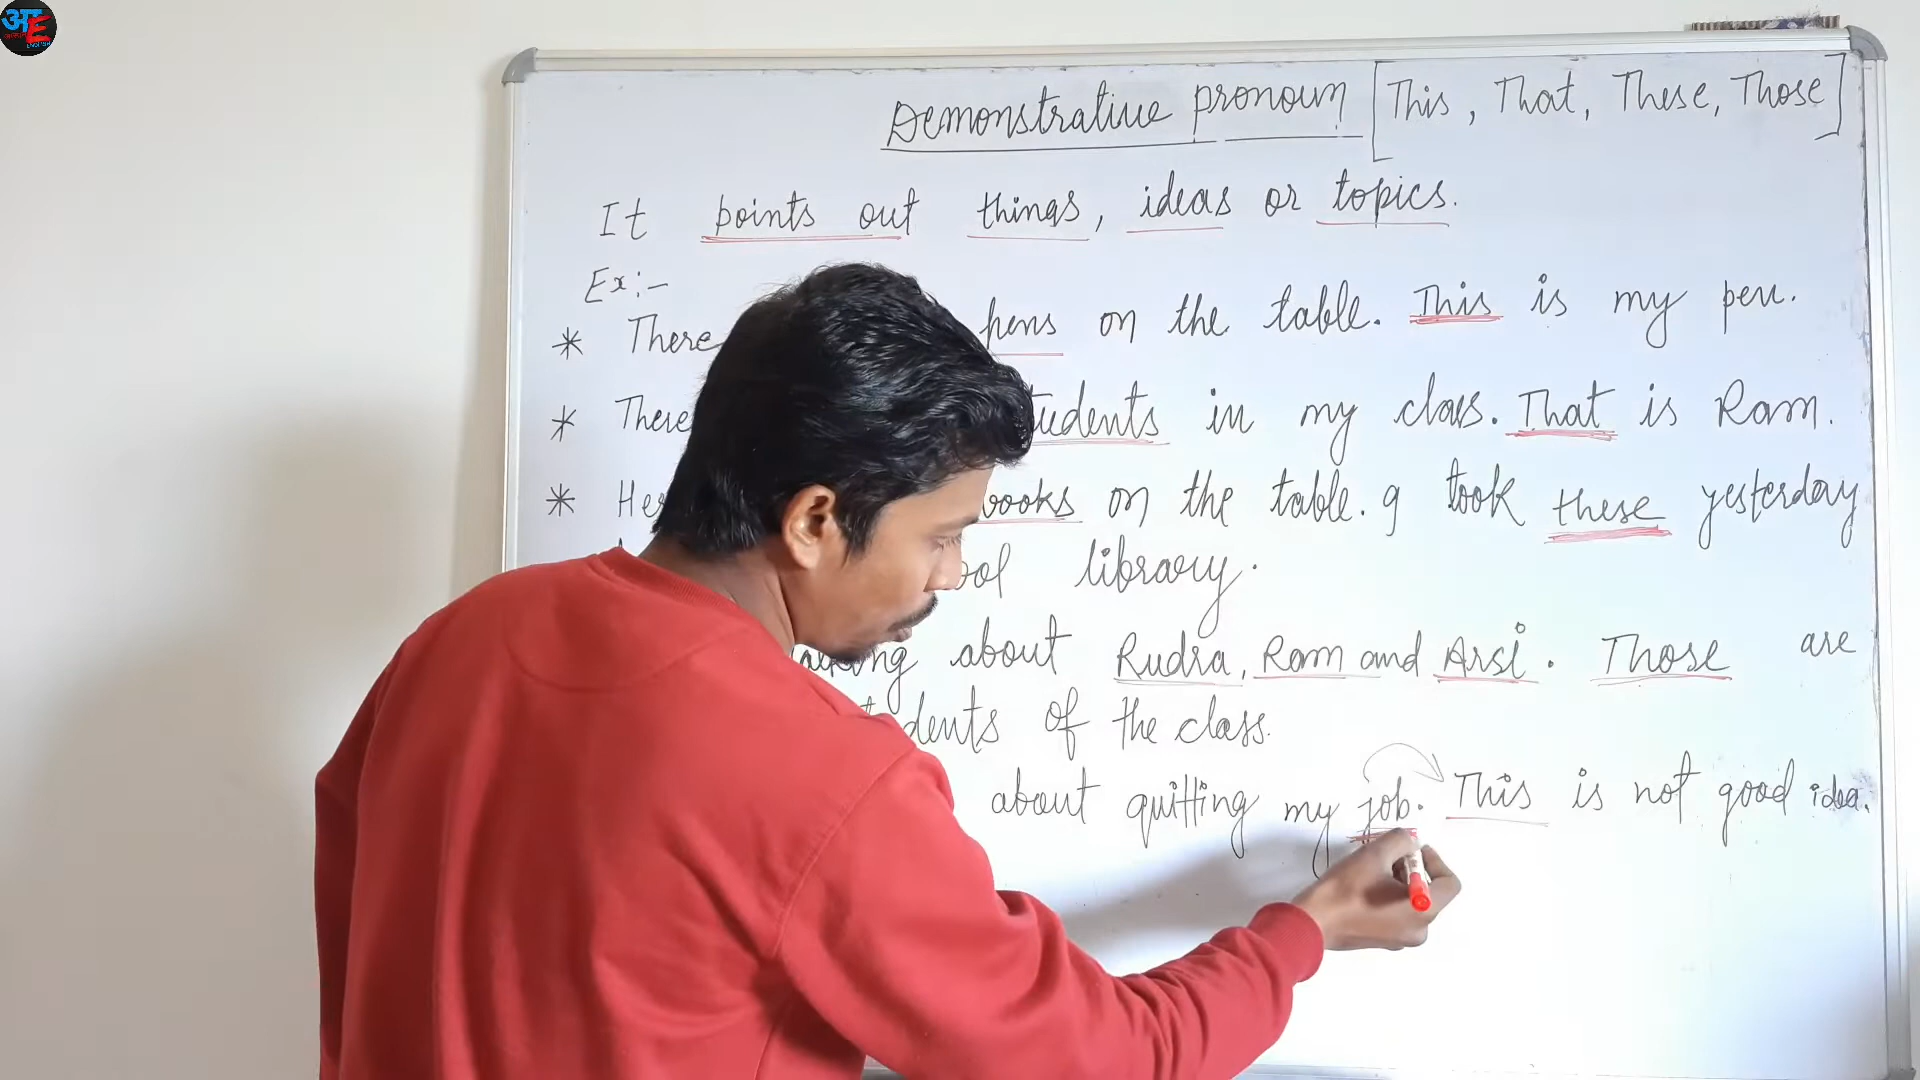 Demonstrative pronoun [This, That, These, Those]
It points out things, ideas or topics.
Ex:-
* There pens on the table. This is my pen.
* There students in my class. That is Ram.
* books on the table. I took these yesterday
library.
about Rudra, Ram and Arsi. Those are
of the class.
about quitting my job. This is not good idea.